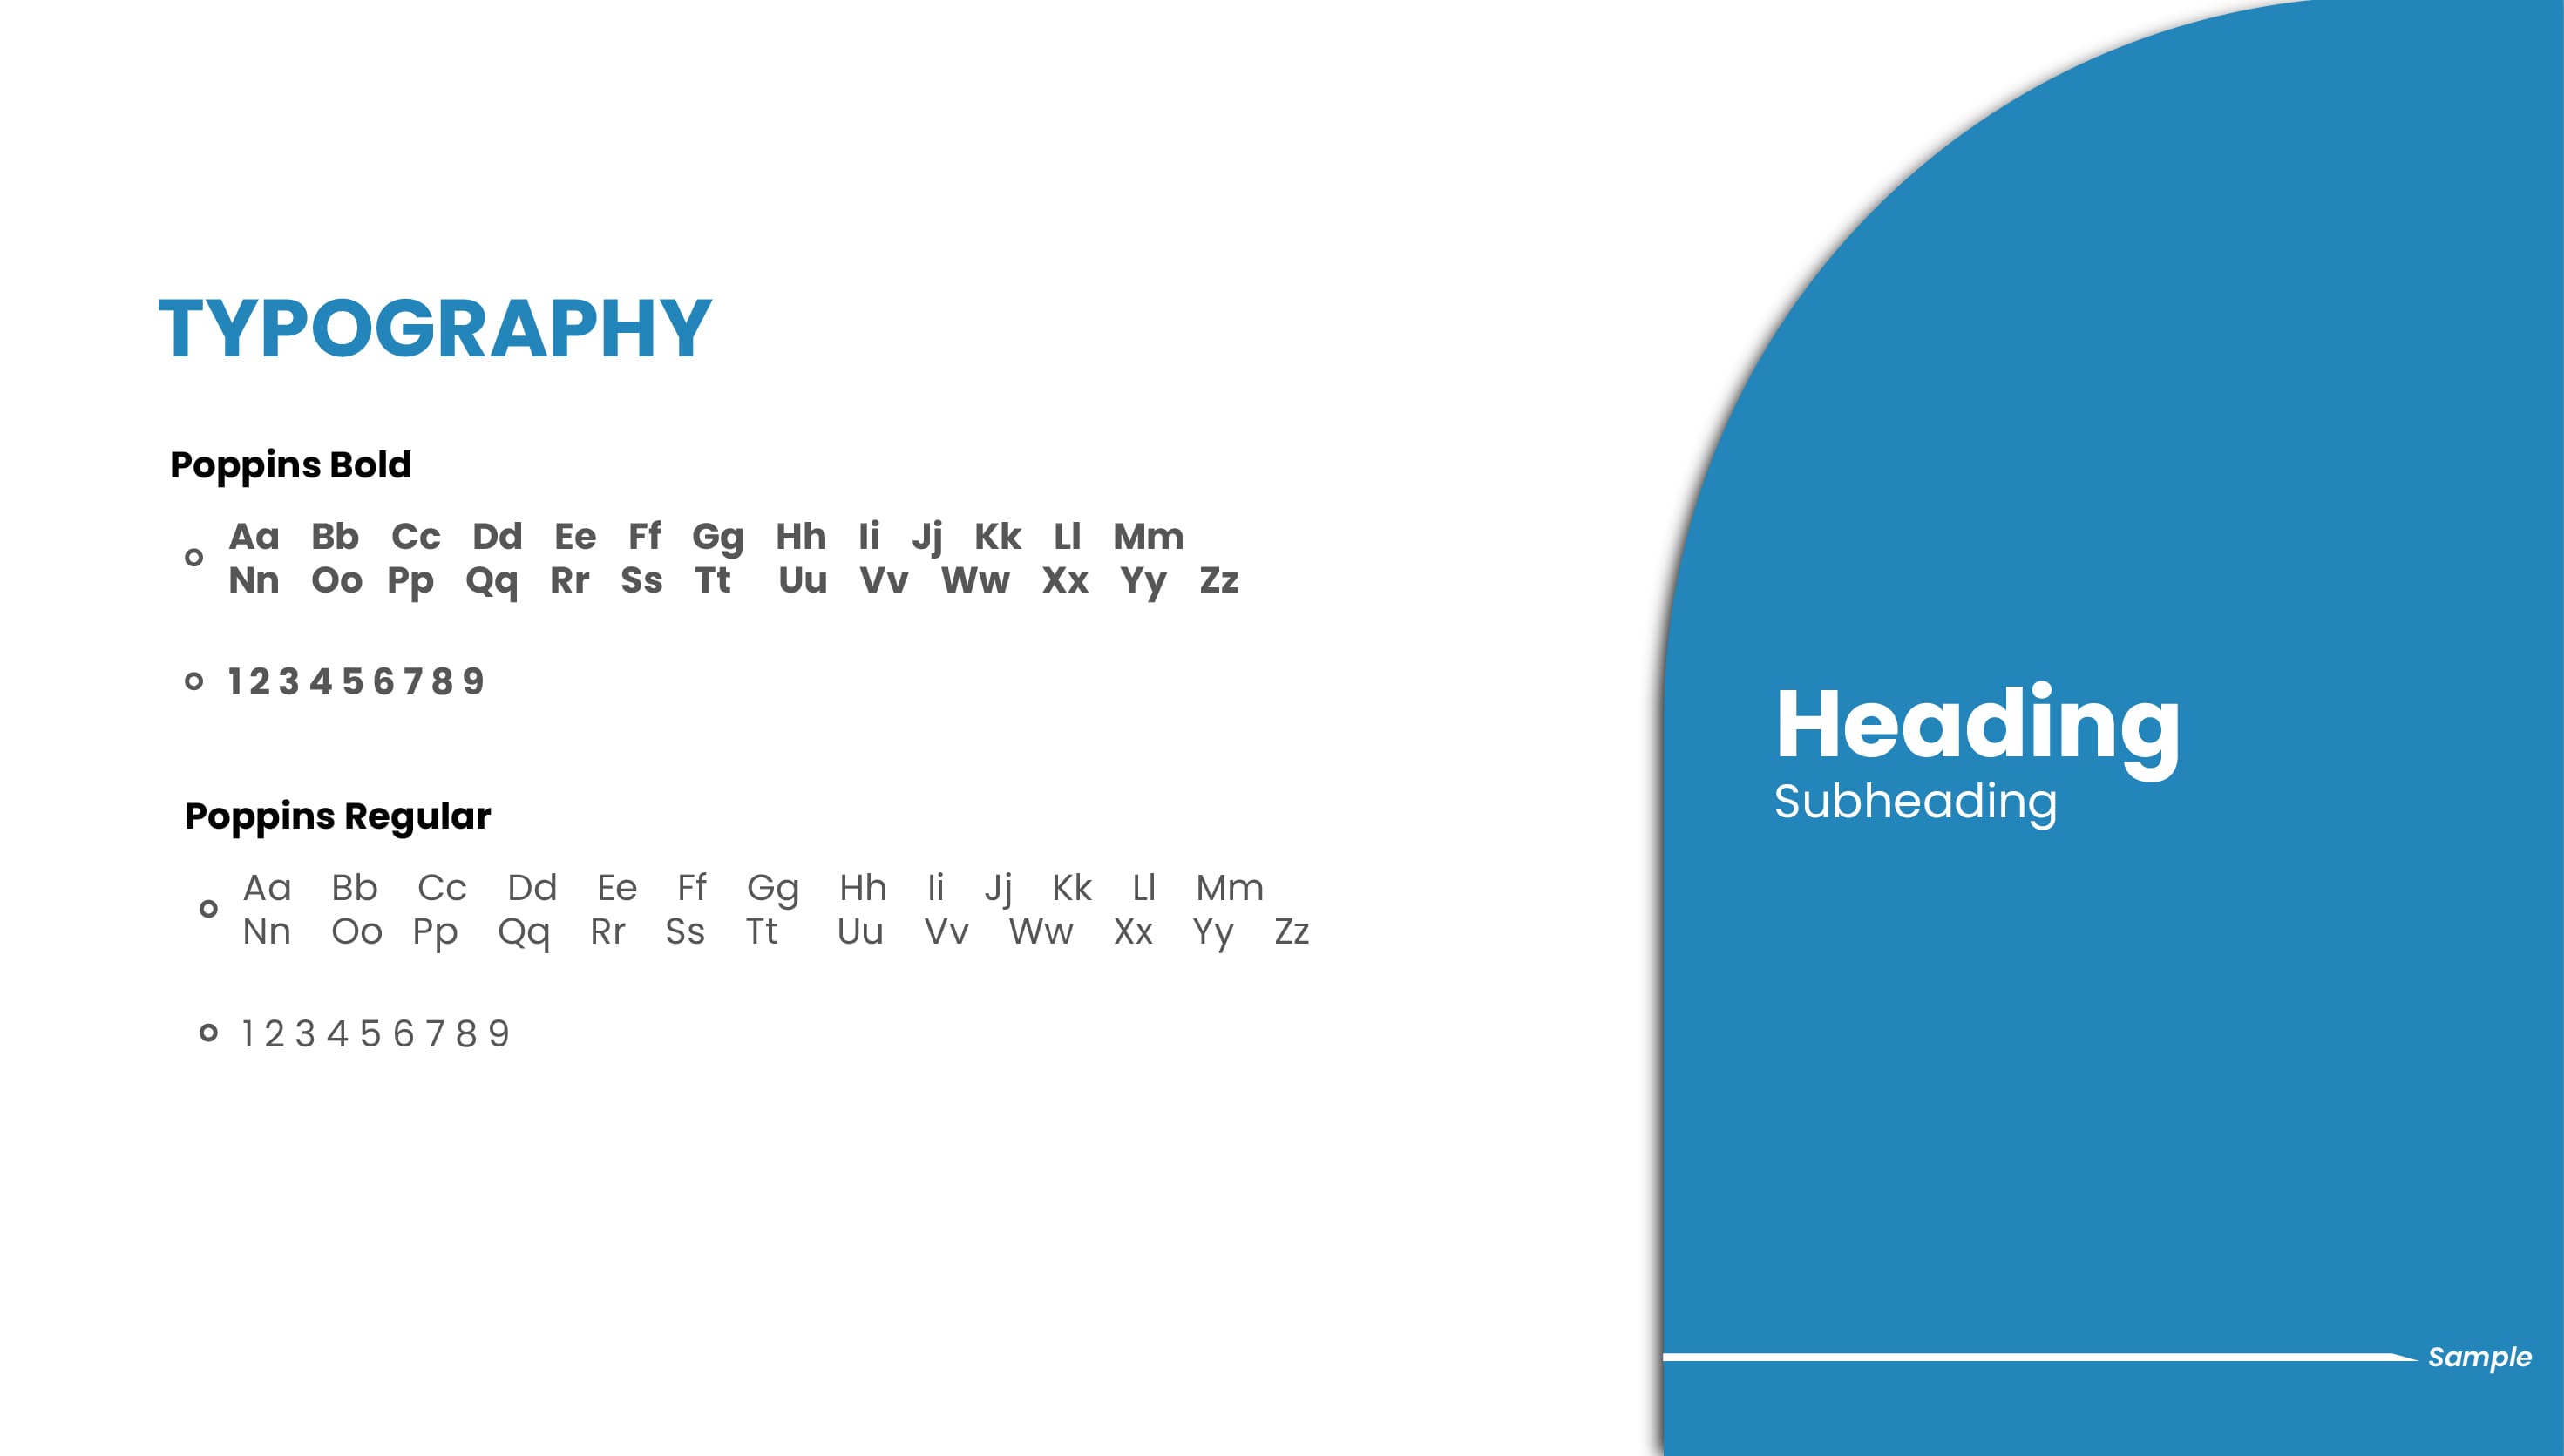 TYPOGRAPHY
Poppins Bold
Aa Bb Cc Dd Ee Ff Gg Hh Ii Jj Kk Ll Mm
Nn Oo Pp Qq Rr Ss Tt Uu Vv Ww Xx Yy Zz
1 2 3 4 5 6 7 8 9
Poppins Regular
Aa Bb Cc Dd Ee Ff Gg Hh Ii Jj Kk Ll Mm
Nn Oo Pp Qq Rr Ss Tt Uu Vv Ww Xx Yy Zz
1 2 3 4 5 6 7 8 9
Heading
Subheading
Sample